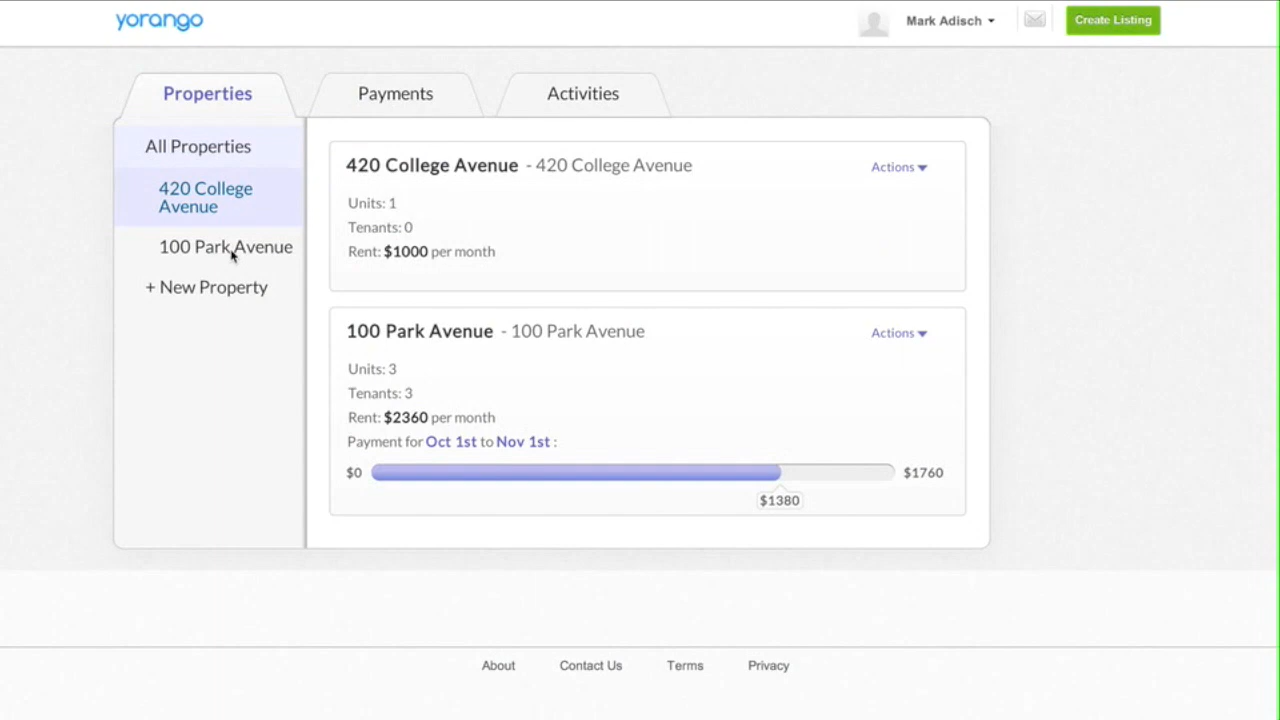 yorango
Mark Adisch
Create Listing
Properties
Payments
Activities
All Properties
420 College
Avenue
100 Park Avenue
+ New Property
420 College Avenue - 420 College Avenue
Actions
Units: 1
Tenants: 0
Rent: $1000 per month
100 Park Avenue - 100 Park Avenue
Actions
Units: 3
Tenants: 3
Rent: $2360 per month
Payment for Oct 1st to Nov 1st :
$0
$1760
$1380
About
Contact Us
Terms
Privacy